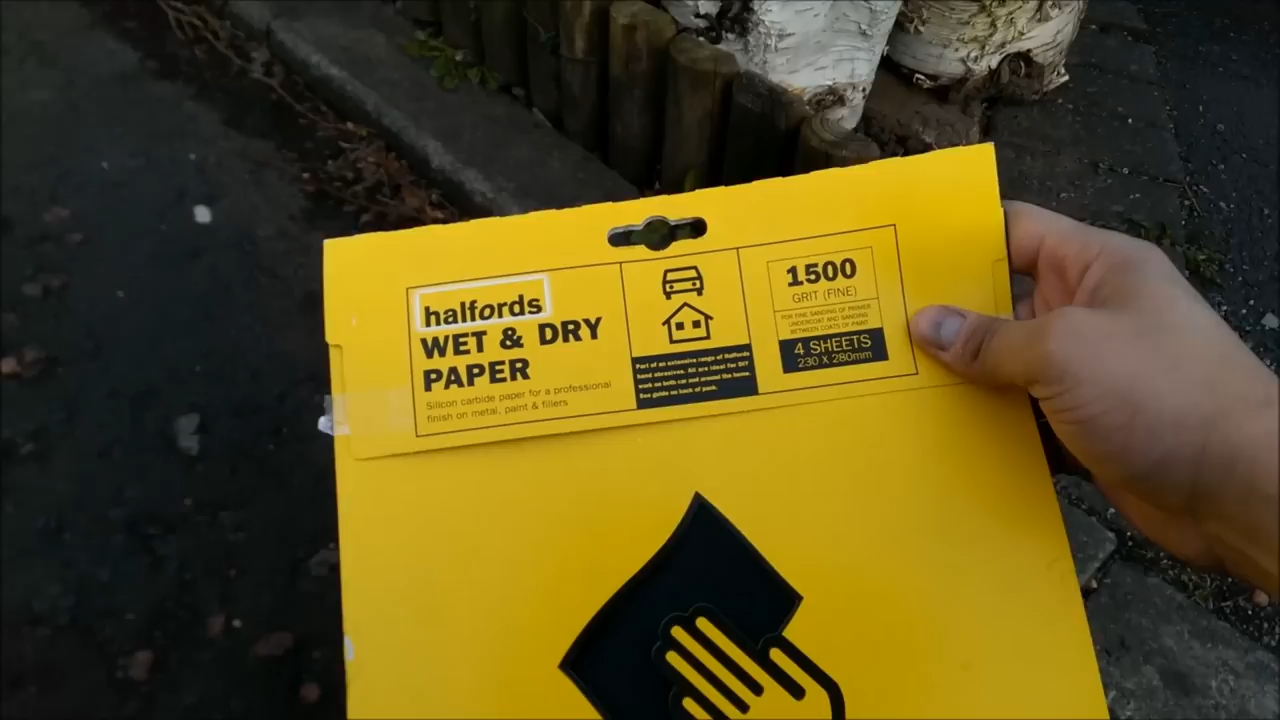 halfords
WET & DRY
PAPER
Silicon carbide paper for a professional
finish on metal, paint & fillers
Part of an extensive range of Halfords
hand abrasives. All are ideal for DIY
work on both car and around the home.
See guide on back of pack.
1500
GRIT (FINE)
FOR FINE SANDING OF PRIMER
UNDERCOAT AND SANDING
BETWEEN COATS OF PAINT
4 SHEETS
230 X 280mm